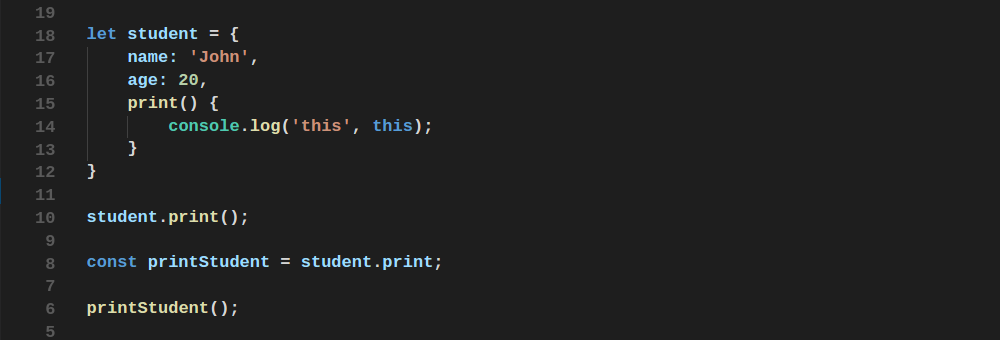 19
18 let student = {
17     name: 'John',
16     age: 20,
15     print() {
14         console.log('this', this);
13     }
12 }
11
10 student.print();
9
8 const printStudent = student.print;
7
6 printStudent();
5